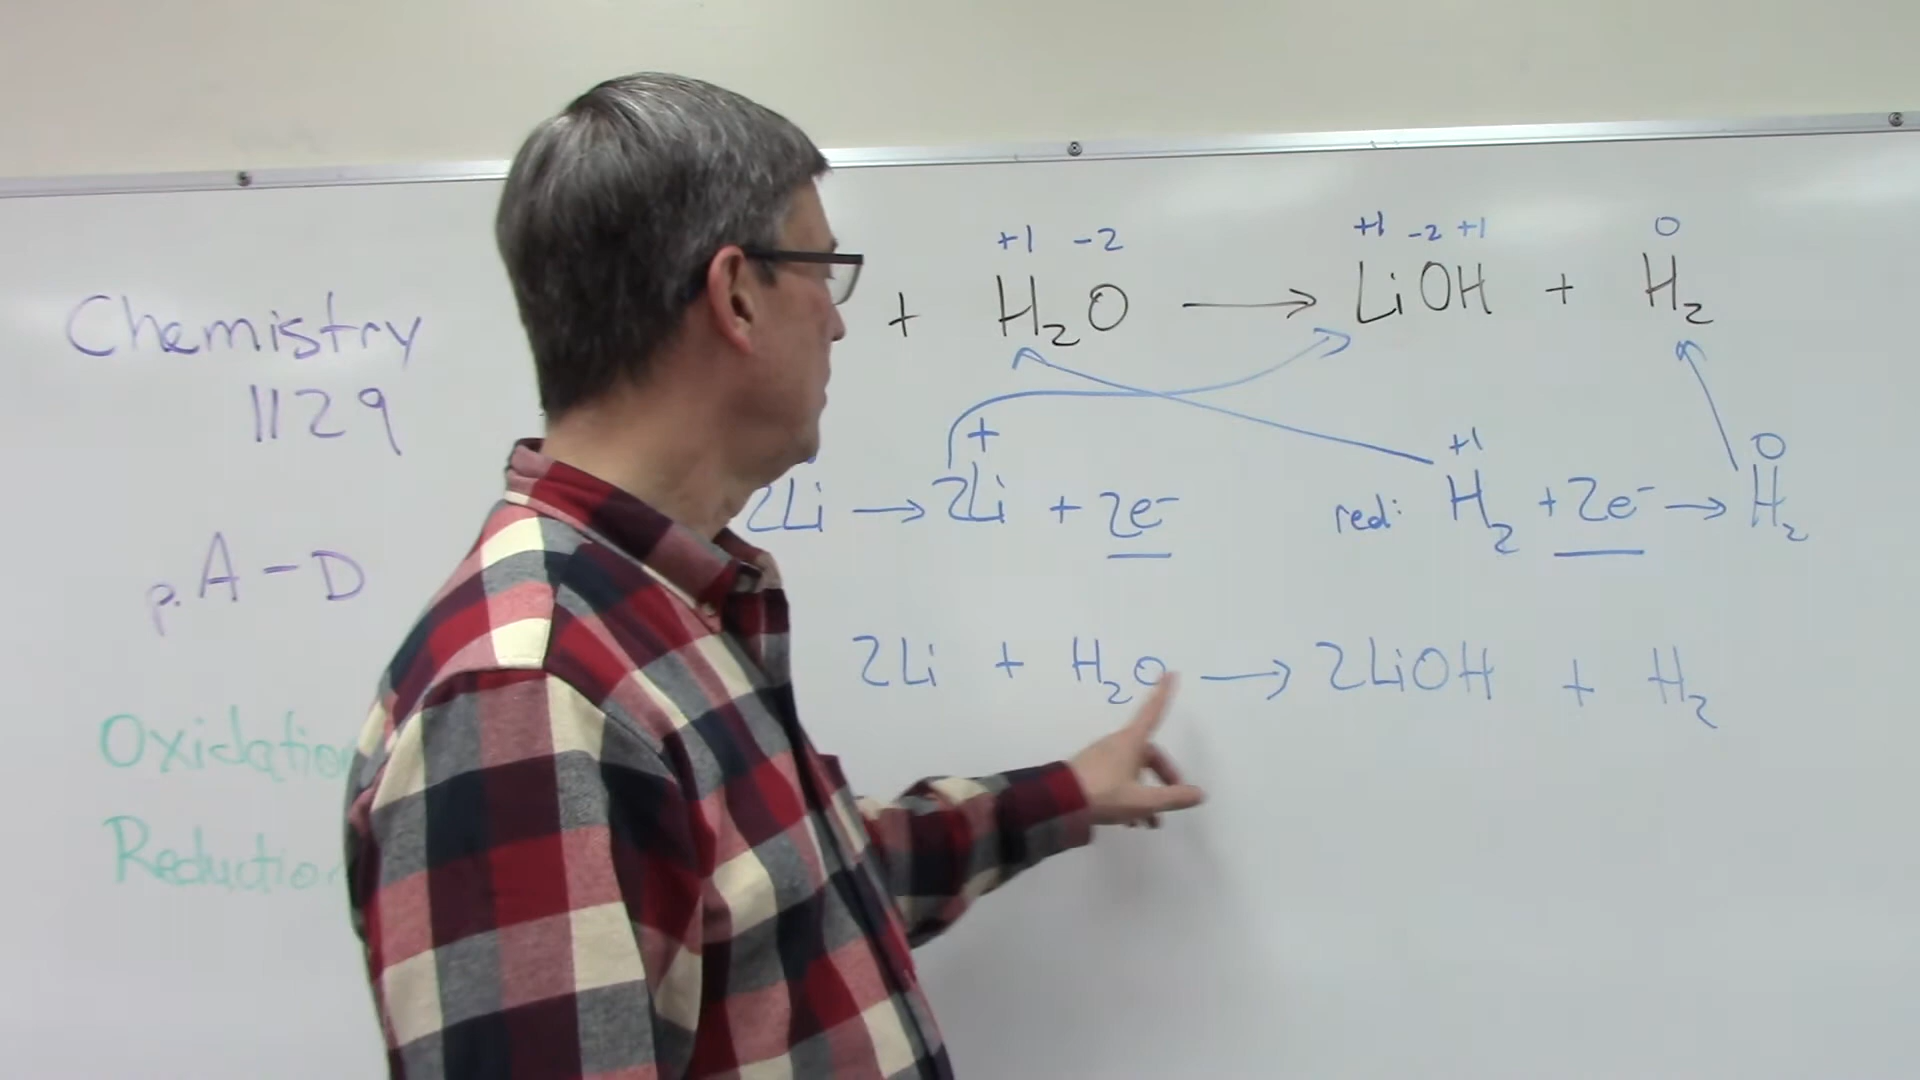 Chemistry
1129
p. A – D
Oxidation
Reduction
+1 -2 +1 -2 +1 0
+ H₂O → LiOH + H₂
+ +1 0
2Li → 2Li + 2e⁻ red: H₂ + 2e⁻ → H₂
2Li + H₂O → 2LiOH + H₂